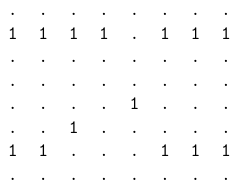 . . . . . . . .
1 1 1 1 . 1 1 1
. . . . . . . .
. . . . . . . .
. . . . 1 . . .
. . 1 . . . . .
1 1 . . . 1 1 1
. . . . . . . .